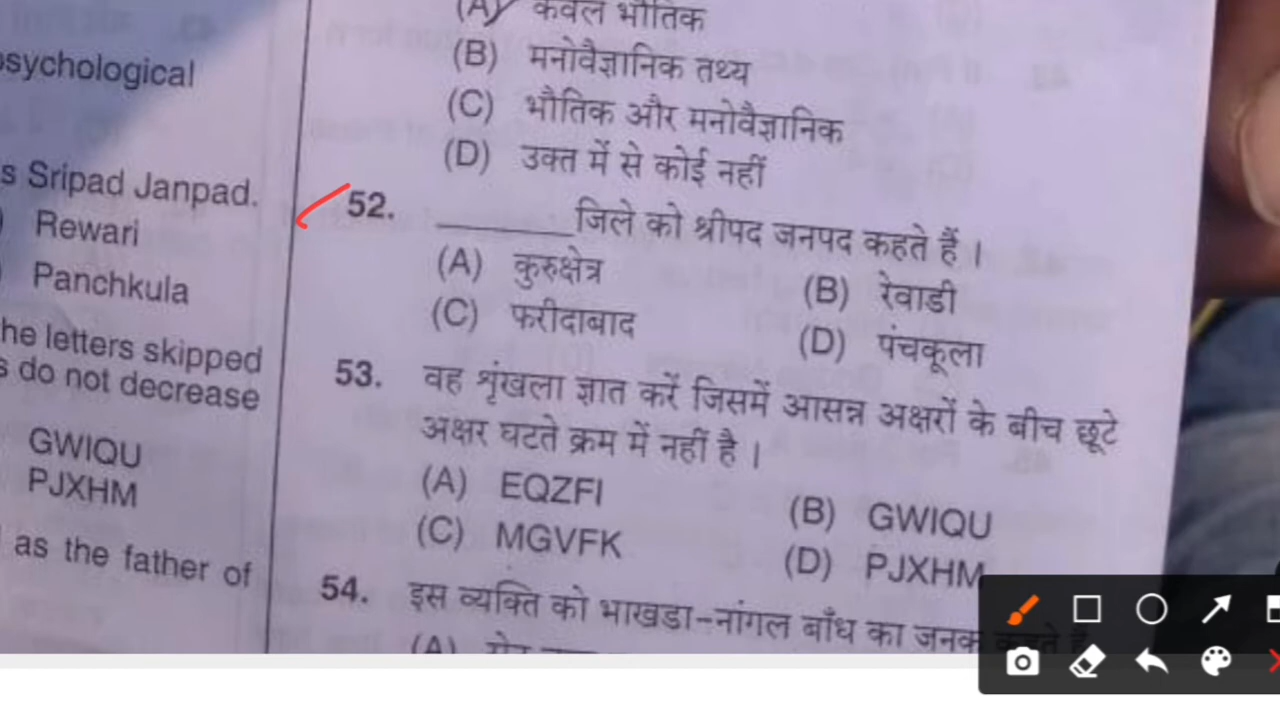 psychological
s Sripad Janpad.
Rewari
Panchkula
he letters skipped
s do not decrease
GWIQU
PJXHM
as the father of
(A) केवल भौतिक
(B) मनोवैज्ञानिक तथ्य
(C) भौतिक और मनोवैज्ञानिक
(D) उक्त में से कोई नहीं
52. ________ जिले को श्रीपद जनपद कहते हैं ।
(A) कुरुक्षेत्र (B) रेवाडी
(C) फरीदाबाद (D) पंचकूला
53. वह शृंखला ज्ञात करें जिसमें आसन्न अक्षरों के बीच छूटे
अक्षर घटते क्रम में नहीं है ।
(A) EQZFI (B) GWIQU
(C) MGVFK (D) PJXHM
54. इस व्यक्ति को भाखडा-नांगल बाँध का जनक कहते
(A)